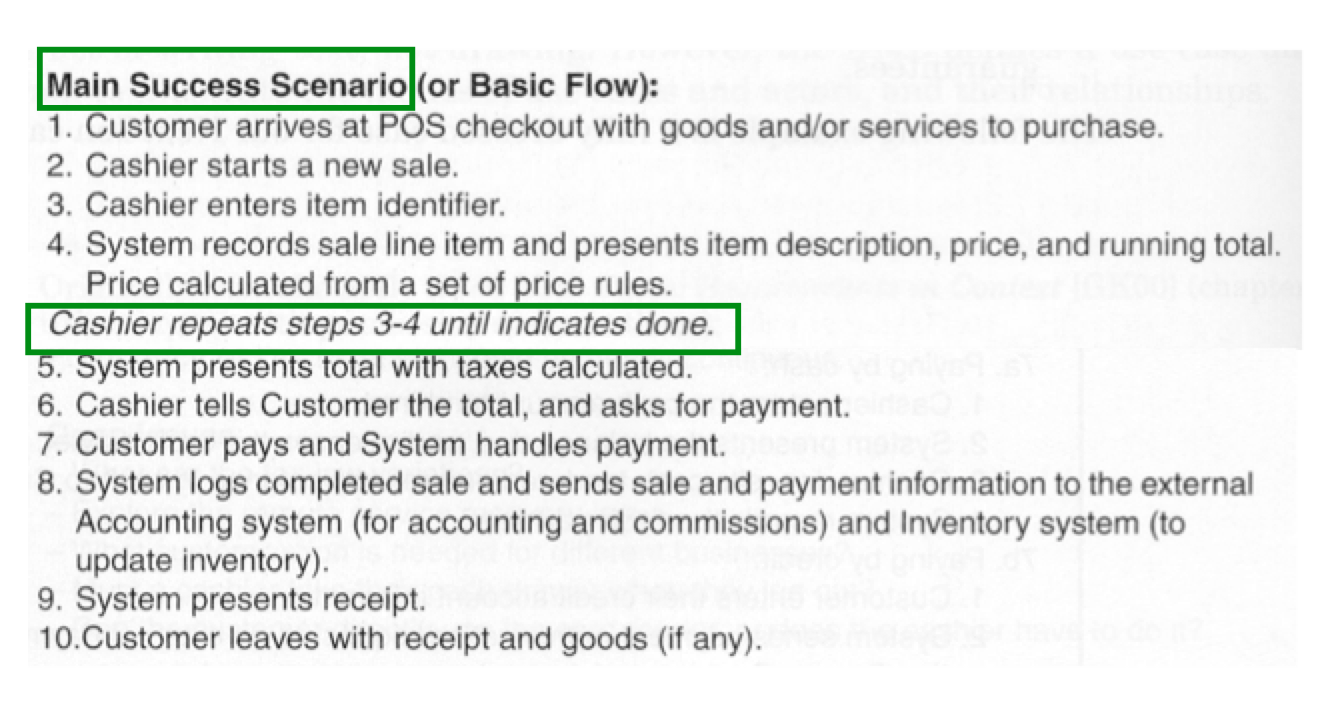 Main Success Scenario (or Basic Flow):
1. Customer arrives at POS checkout with goods and/or services to purchase.
2. Cashier starts a new sale.
3. Cashier enters item identifier.
4. System records sale line item and presents item description, price, and running total.
Price calculated from a set of price rules.
Cashier repeats steps 3-4 until indicates done.
5. System presents total with taxes calculated.
6. Cashier tells Customer the total, and asks for payment.
7. Customer pays and System handles payment.
8. System logs completed sale and sends sale and payment information to the external
Accounting system (for accounting and commissions) and Inventory system (to
update inventory).
9. System presents receipt.
10.Customer leaves with receipt and goods (if any).